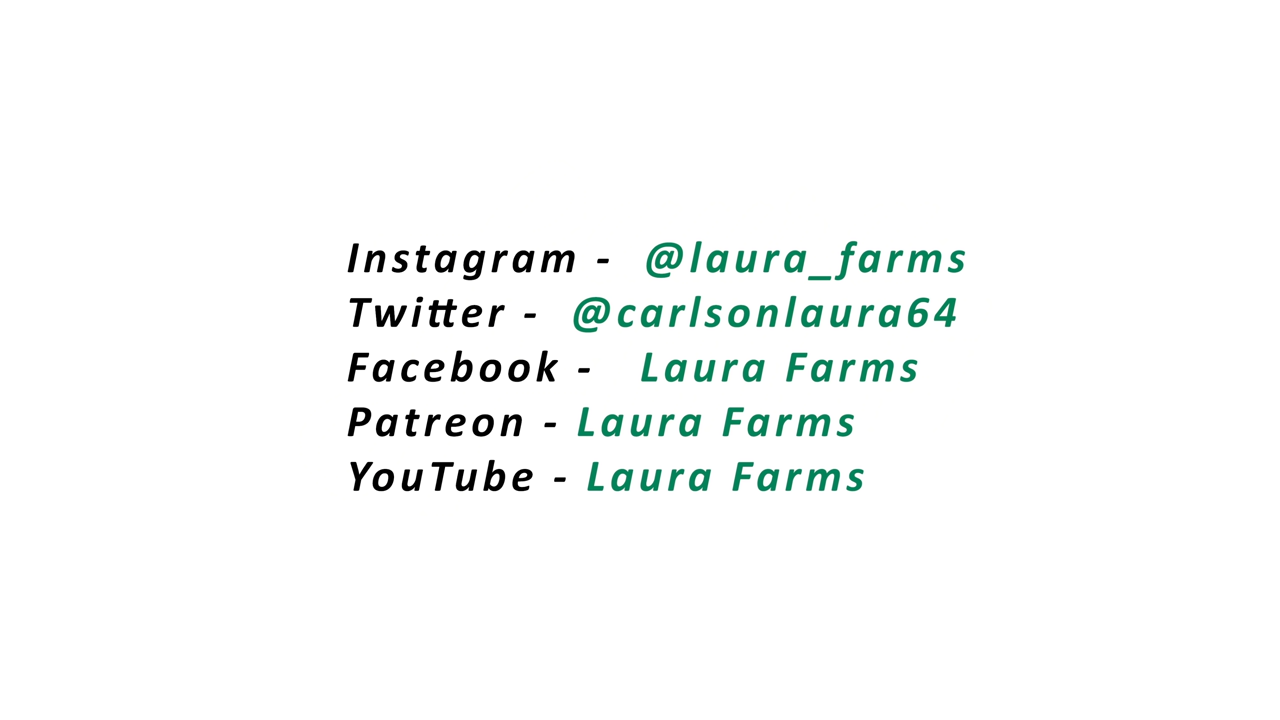 Instagram - @laura_farms
Twitter - @carlsonlaura64
Facebook - Laura Farms
Patreon - Laura Farms
YouTube - Laura Farms